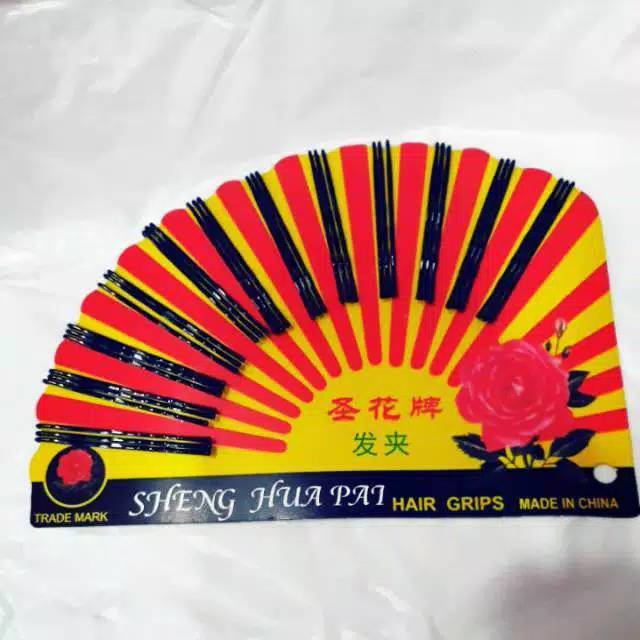 圣花牌
发夹
SHENG HUA PAI HAIR GRIPS MADE IN CHINA
TRADE MARK